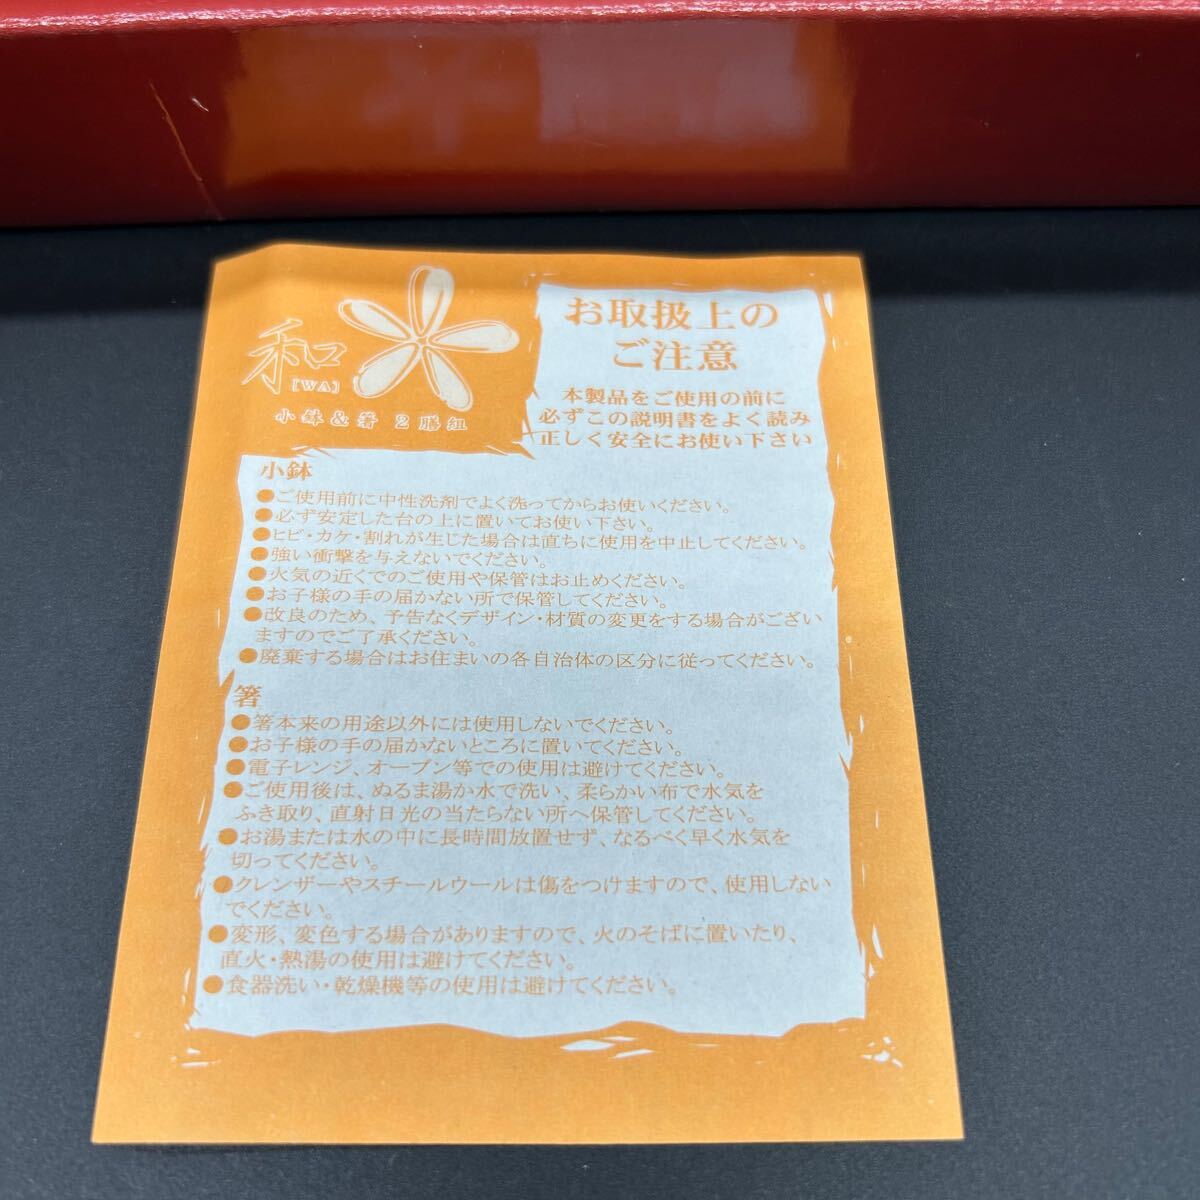 和
[WA]
小鉢&箸 2膳組
お取扱上の
ご注意
本製品をご使用の前に
必ずこの説明書をよく読み
正しく安全にお使い下さい
小鉢
●ご使用前に中性洗剤でよく洗ってからお使いください。
●必ず安定した台の上に置いてお使い下さい。
●ヒビ・カケ・割れが生じた場合は直ちに使用を中止してください。
●強い衝撃を与えないでください。
●火気の近くでのご使用や保管はお止めください。
●お子様の手の届かない所で保管してください。
●改良のため、予告なくデザイン・材質の変更をする場合がござい
ますのでご了承ください。
●廃棄する場合はお住まいの各自治体の区分に従ってください。
箸
●箸本来の用途以外には使用しないでください。
●お子様の手の届かないところに置いてください。
●電子レンジ、オーブン等での使用は避けてください。
●ご使用後は、ぬるま湯か水で洗い、柔らかい布で水気を
ふき取り、直射日光の当たらない所へ保管してください。
●お湯または水の中に長時間放置せず、なるべく早く水気を
切ってください。
●クレンザーやスチールウールは傷をつけますので、使用しない
でください。
●変形、変色する場合がありますので、火のそばに置いたり、
直火・熱湯の使用は避けてください。
●食器洗い・乾燥機等の使用は避けてください。